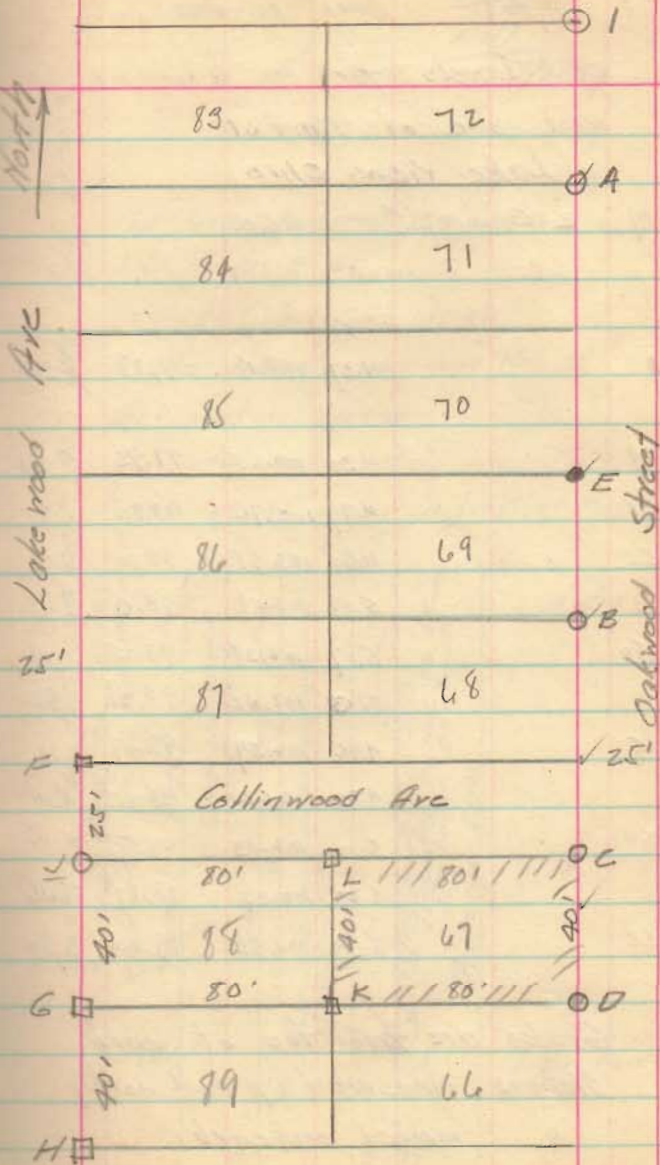 1
North
83 72
A
84 71
Lakewood Ave
85 70
E
Oakwood Street
86 69
B
25'
87 68
F
25'
Collinwood Ave
25'
80' L 80' C
40' 88 40' 67 40'
G 80' K 80' D
40' 89 66
H